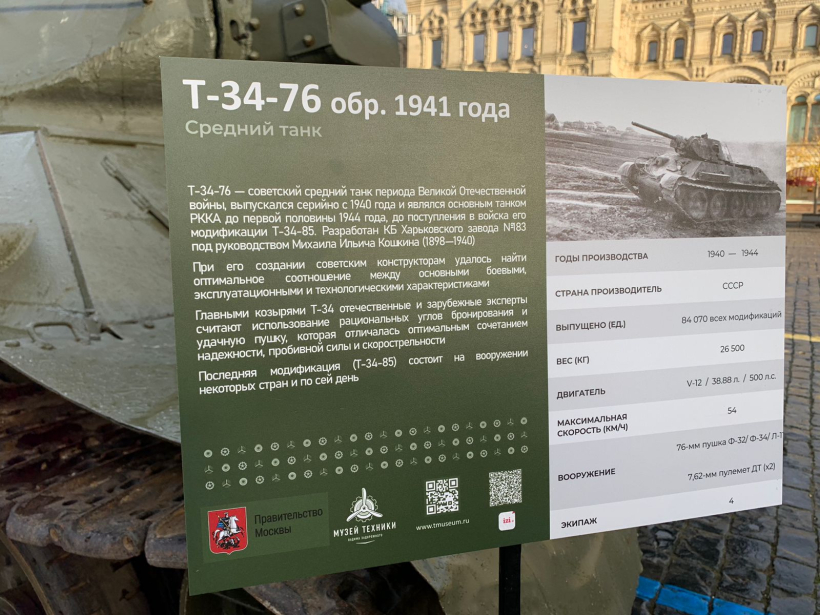 Т-34-76 обр. 1941 года
Средний танк
Т-34-76 — советский средний танк периода Великой Отечественной
войны, выпускался серийно с 1940 года и являлся основным танком
РККА до первой половины 1944 года, до поступления в войска его
модификации Т-34-85. Разработан КБ Харьковского завода №183
под руководством Михаила Ильича Кошкина (1898—1940)
При его создании советским конструкторам удалось найти
оптимальное соотношение между основными боевыми,
эксплуатационными и технологическими характеристиками
Главными козырями Т-34 отечественные и зарубежные эксперты
считают использование рациональных углов бронирования и
удачную пушку, которая отличалась оптимальным сочетанием
надежности, пробивной силы и скорострельности
Последняя модификация (Т-34-85) состоит на вооружении
некоторых стран и по сей день
Правительство
Москвы
МУЗЕЙ ТЕХНИКИ
www.tmuseum.ru
izi.
ГОДЫ ПРОИЗВОДСТВА 1940 — 1944
СТРАНА ПРОИЗВОДИТЕЛЬ СССР
ВЫПУЩЕНО (ЕД.) 84 070 всех модификаций
ВЕС (КГ) 26 500
ДВИГАТЕЛЬ V-12 / 38.88 л. / 500 л.с.
МАКСИМАЛЬНАЯ
СКОРОСТЬ (КМ/Ч) 54
76-мм пушка Ф-32/ Ф-34/ Л-1
ВООРУЖЕНИЕ
7,62-мм пулемет ДТ (х2)
ЭКИПАЖ 4